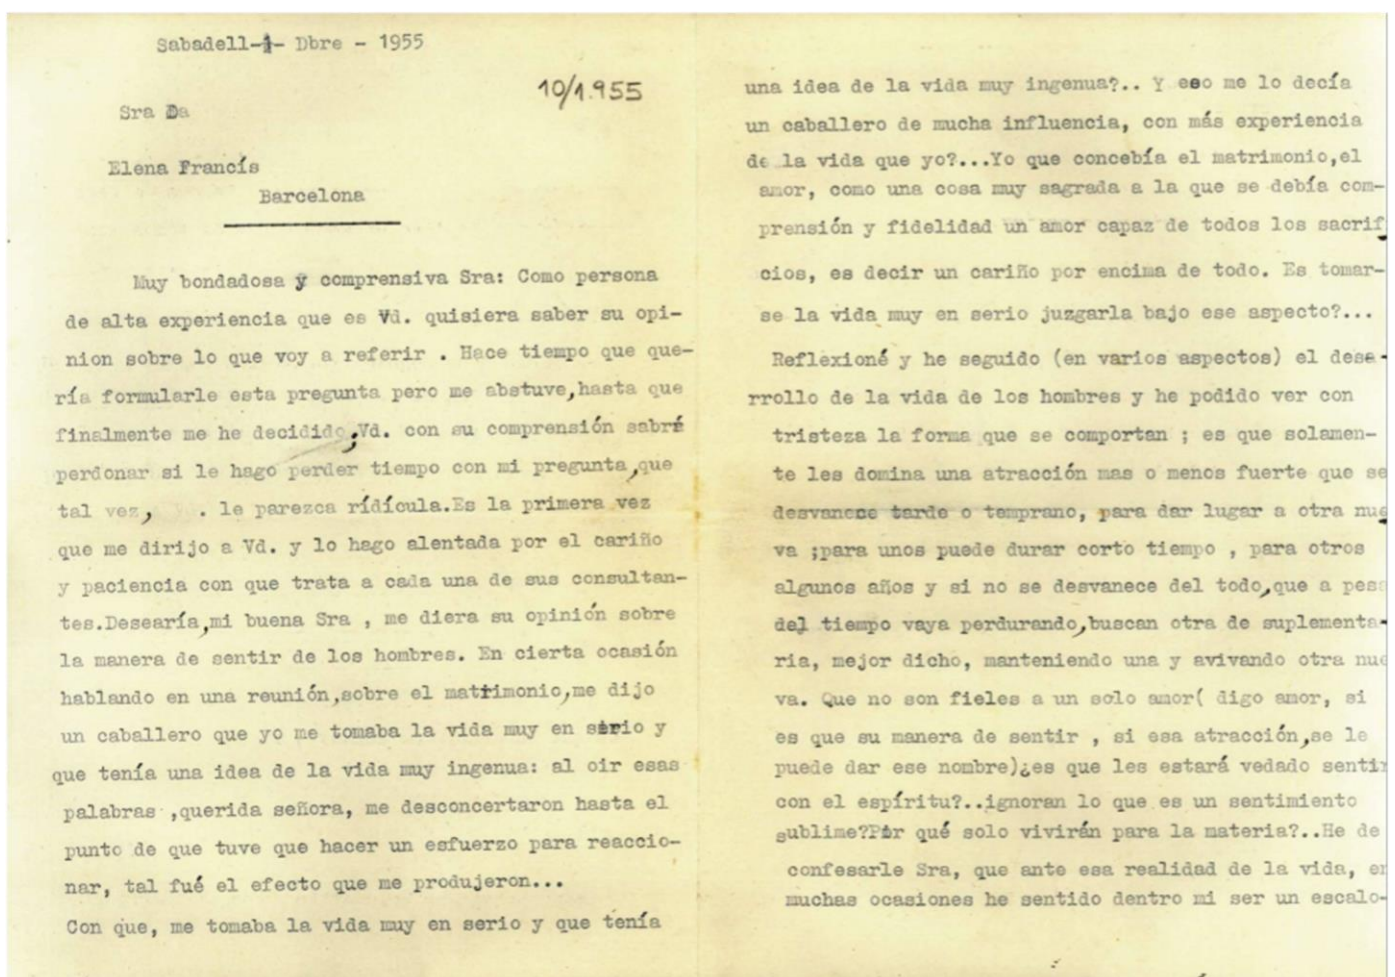 Sabadell-1- Dbre - 1955
10/1.955
Sra Da
Elena Francís
Barcelona
Muy bondadosa y comprensiva Sra: Como persona
de alta experiencia que es Vd. quisiera saber su opi-
nion sobre lo que voy a referir . Hace tiempo que que-
ría formularle esta pregunta pero me abstuve,hasta que
finalmente me he decidido,Vd. con su comprensión sabrá
perdonar si le hago perder tiempo con mi pregunta,que
tal vez, . le parezca rídícula.Es la primera vez
que me dirijo a Vd. y lo hago alentada por el cariño
y paciencia con que trata a cada una de sus consultan-
tes.Desearía,mi buena Sra , me diera su opinión sobre
la manera de sentir de los hombres. En cierta ocasión
hablando en una reunión,sobre el matrimonio,me dijo
un caballero que yo me tomaba la vida muy en serio y
que tenía una idea de la vida muy ingenua: al oir esas
palabras ,querida señora, me desconcertaron hasta el
punto de que tuve que hacer un esfuerzo para reaccio-
nar, tal fué el efecto que me produjeron...
Con que, me tomaba la vida muy en serio y que tenía
una idea de la vida muy ingenua?.. Y eso me lo decía
un caballero de mucha influencia, con más experiencia
de la vida que yo?...Yo que concebía el matrimonio,el
amor, como una cosa muy sagrada a la que se debía com-
prensión y fidelidad un amor capaz de todos los sacrif
cios, es decir un cariño por encima de todo. Es tomar-
se la vida muy en serio juzgarla bajo ese aspecto?...
Reflexioné y he seguido (en varios aspectos) el desa-
rrollo de la vida de los hombres y he podido ver con
tristeza la forma que se comportan ; es que solamen-
te les domina una atracción mas o menos fuerte que se
desvanece tarde o temprano, para dar lugar a otra nue
va ;para unos puede durar corto tiempo , para otros
algunos años y si no se desvanece del todo,que a pesa
del tiempo vaya perdurando,buscan otra de suplementa-
ria, mejor dicho, manteniendo una y avivando otra nue
va. Que no son fieles a un solo amor( digo amor, si
es que su manera de sentir , si esa atracción,se le
puede dar ese nombre)¿es que les estará vedado sentir
con el espíritu?..ignoran lo que es un sentimiento
sublime?Por qué solo vivirán para la materia?..He de
confesarle Sra, que ante esa realidad de la vida, en
muchas ocasiones he sentido dentro mi ser un escalo-